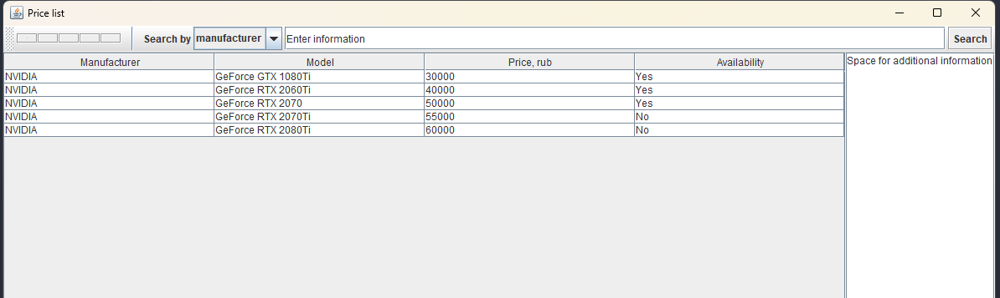 Price list
Search by manufacturer Enter information Search
Manufacturer Model Price, rub Availability
NVIDIA GeForce GTX 1080Ti 30000 Yes
NVIDIA GeForce RTX 2060Ti 40000 Yes
NVIDIA GeForce RTX 2070 50000 Yes
NVIDIA GeForce RTX 2070Ti 55000 No
NVIDIA GeForce RTX 2080Ti 60000 No
Space for additional information